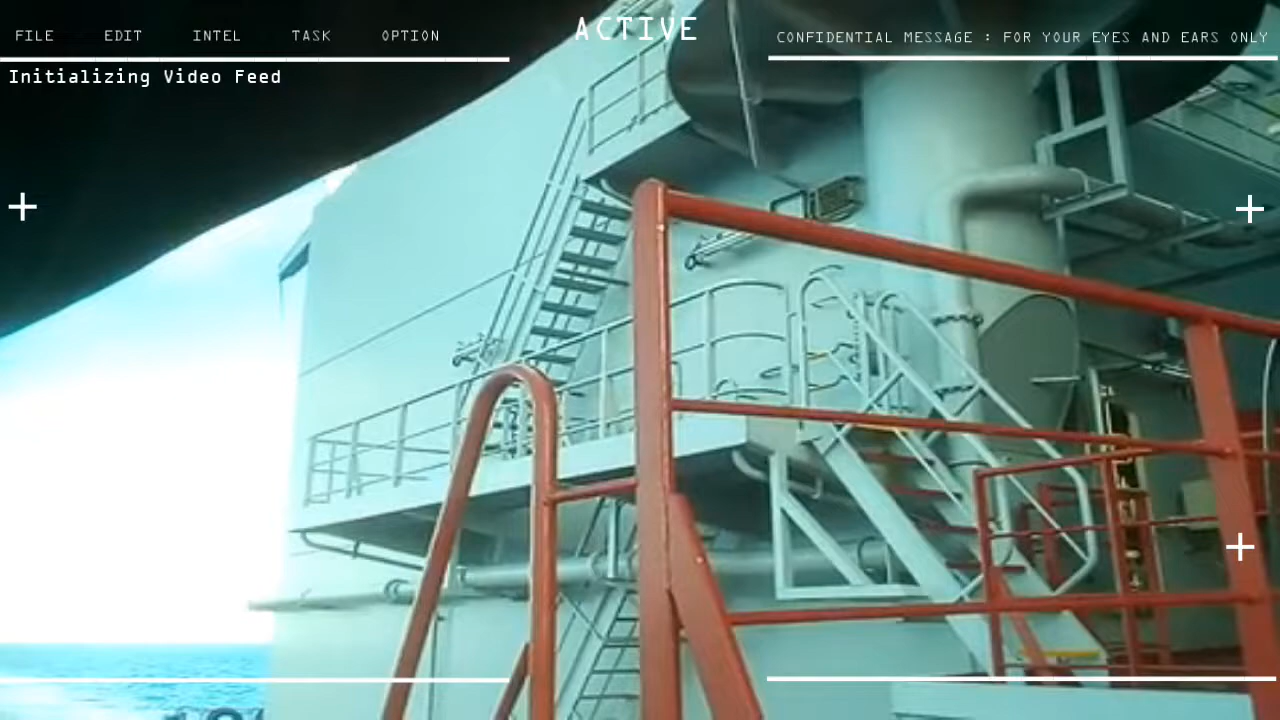 FILE EDIT INTEL TASK OPTION
ACTIVE
CONFIDENTIAL MESSAGE : FOR YOUR EYES AND EARS ONLY
Initializing Video Feed